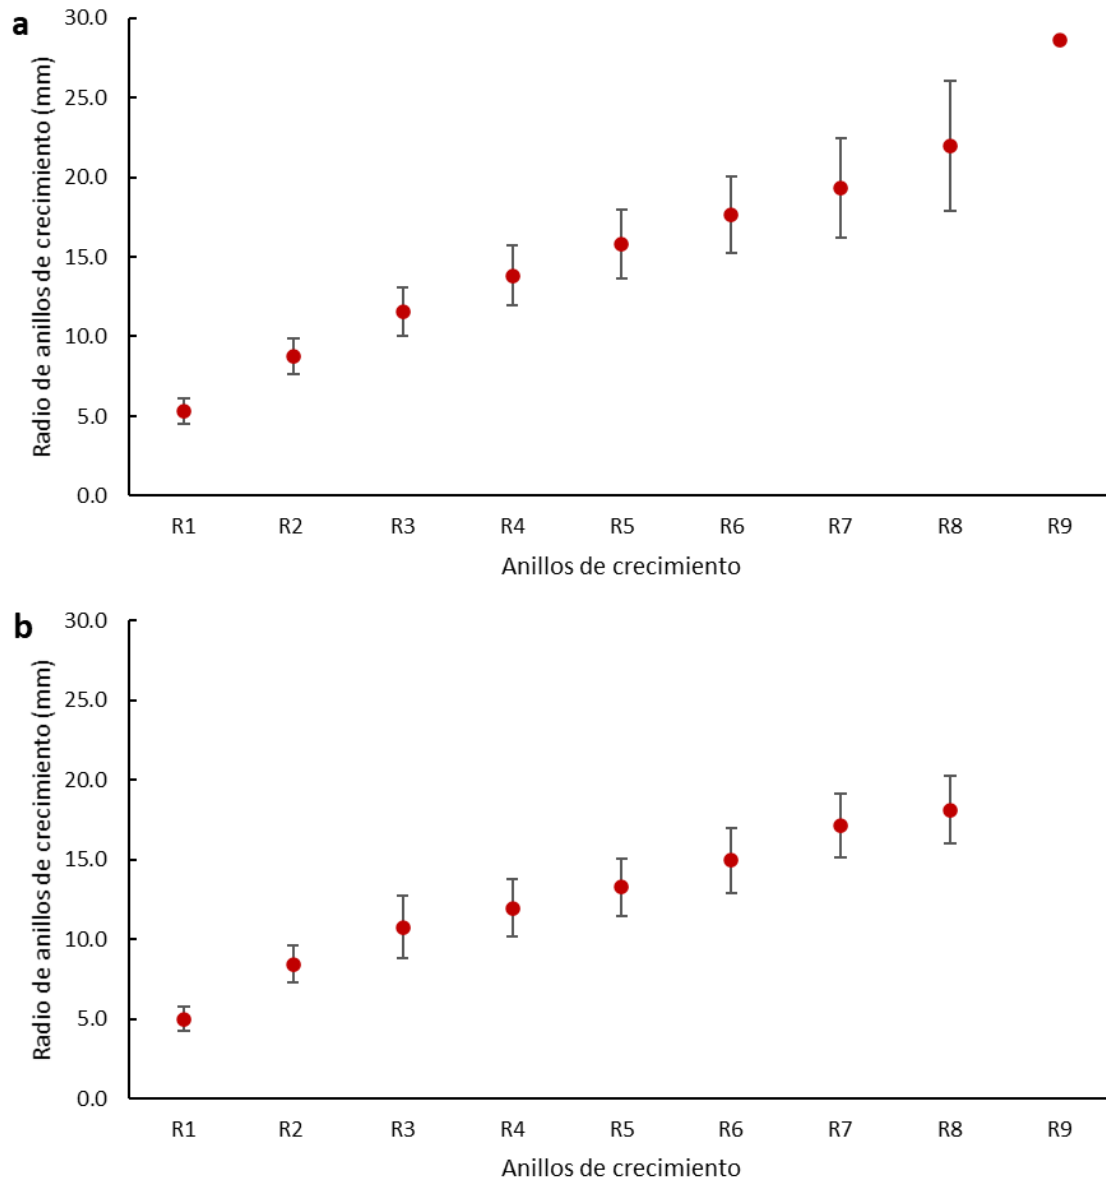 a
Radio de anillos de crecimiento (mm)
30.0
25.0
20.0
15.0
10.0
5.0
0.0
R1 R2 R3 R4 R5 R6 R7 R8 R9
Anillos de crecimiento
b
Radio de anillos de crecimiento (mm)
30.0
25.0
20.0
15.0
10.0
5.0
0.0
R1 R2 R3 R4 R5 R6 R7 R8 R9
Anillos de crecimiento